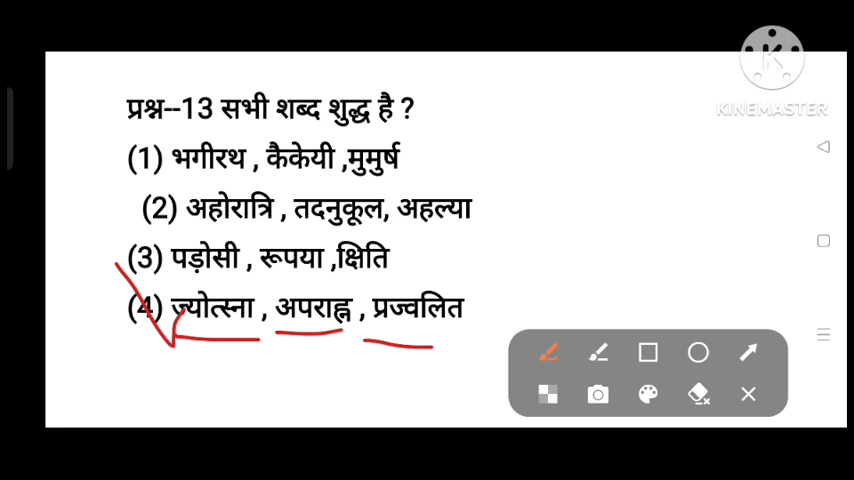 प्रश्न--13 सभी शब्द शुद्ध है ?
KINEMASTER
(1) भगीरथ , कैकेयी ,मुमुर्ष
(2) अहोरात्रि , तदनुकूल, अहल्या
(3) पड़ोसी , रूपया ,क्षिति
(4) ज्योत्स्ना , अपराह्न , प्रज्वलित